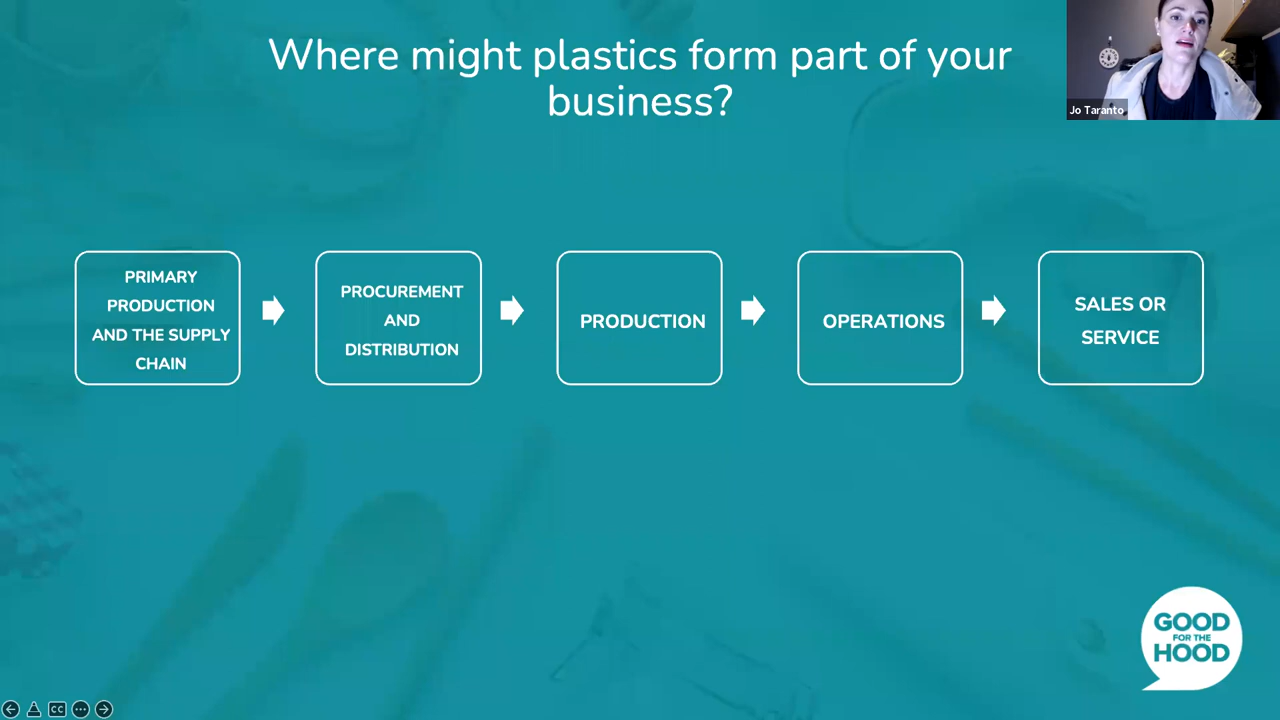 Where might plastics form part of your
business?
Jo Taranto
PRIMARY
PRODUCTION
AND THE SUPPLY
CHAIN
PROCUREMENT
AND
DISTRIBUTION
PRODUCTION
OPERATIONS
SALES OR
SERVICE
GOOD
FOR THE
HOOD
CC